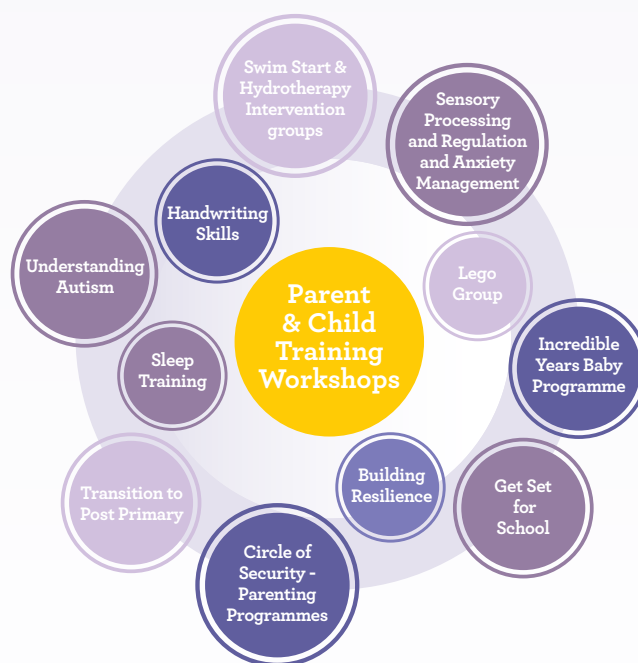 Swim Start &
Hydrotherapy
Intervention
groups
Sensory
Processing
and Regulation
and Anxiety
Management
Handwriting
Skills
Understanding
Autism
Lego
Group
Parent
& Child
Training
Workshops
Incredible
Years Baby
Programme
Sleep
Training
Building
Resilience
Get Set
for
School
Transition to
Post Primary
Circle of
Security -
Parenting
Programmes